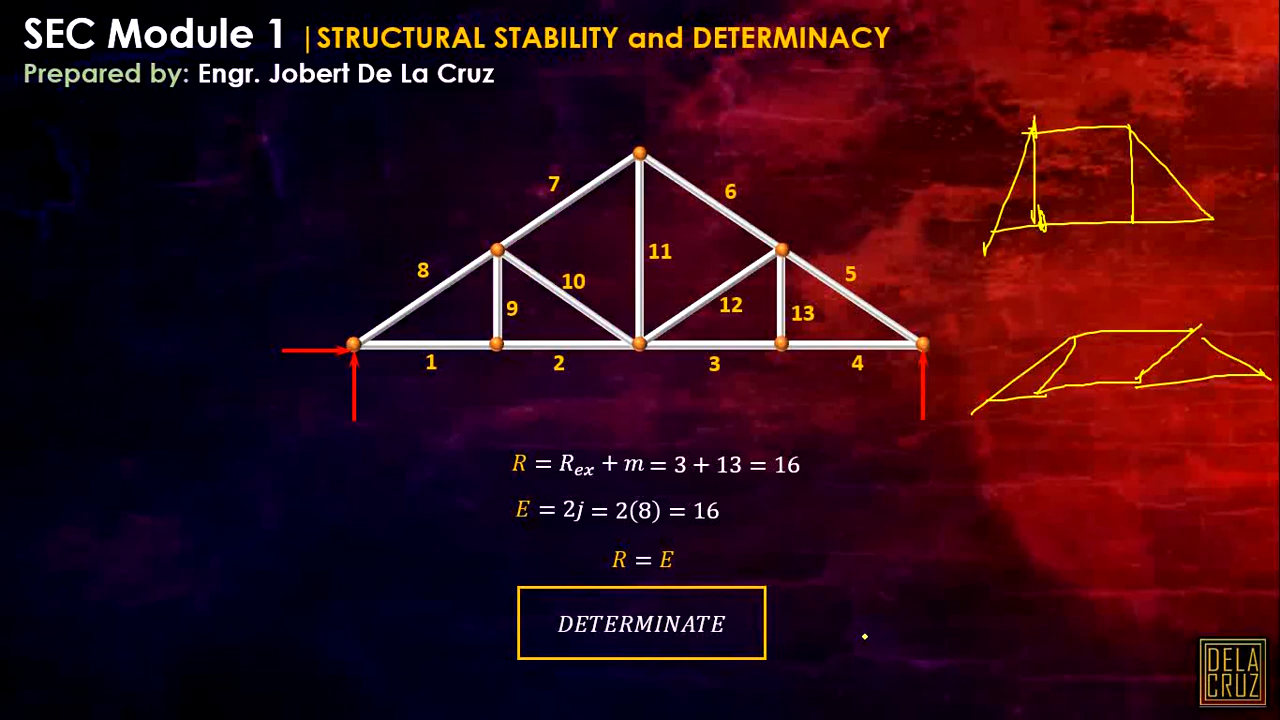 SEC Module 1 |STRUCTURAL STABILITY and DETERMINACY
Prepared by: Engr. Jobert De La Cruz
7
6
11
8
5
10
12
9
13
1
2
3
4
R = Rₑₓ + m = 3 + 13 = 16
E = 2j = 2(8) = 16
R = E
DETERMINATE
DELA
CRUZ